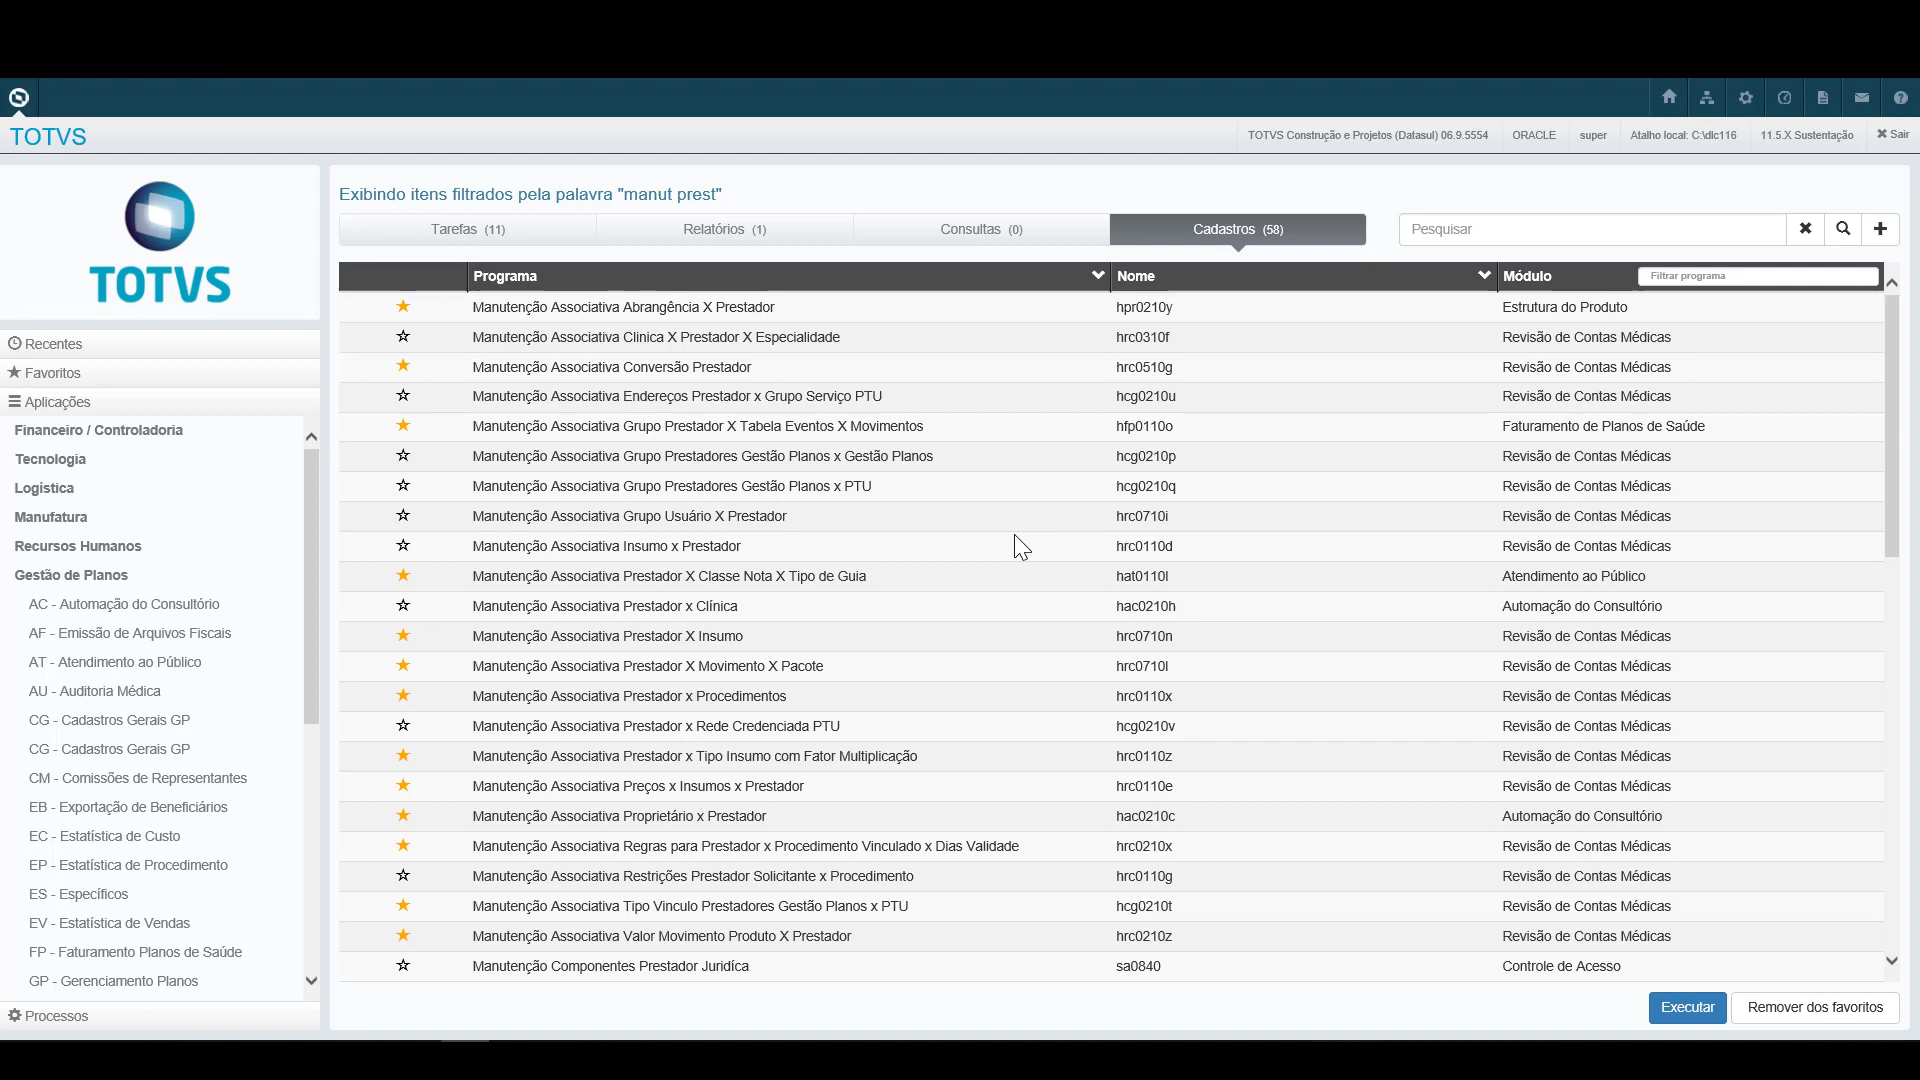 TOTVS
TOTVS Construção e Projetos (Datasul) 06.9.5554
ORACLE
super
Atalho local: C:\dlc116
11.5.X Sustentação
Sair
TOTVS
Recentes
Favoritos
Aplicações
Financeiro / Controladoria
Tecnologia
Logística
Manufatura
Recursos Humanos
Gestão de Planos
AC - Automação do Consultório
AF - Emissão de Arquivos Fiscais
AT - Atendimento ao Público
AU - Auditoria Médica
CG - Cadastros Gerais GP
CG - Cadastros Gerais GP
CM - Comissões de Representantes
EB - Exportação de Beneficiários
EC - Estatística de Custo
EP - Estatística de Procedimento
ES - Específicos
EV - Estatística de Vendas
FP - Faturamento Planos de Saúde
GP - Gerenciamento Planos
Processos
Exibindo itens filtrados pela palavra "manut prest"
Tarefas (11)
Relatórios (1)
Consultas (0)
Cadastros (58)
Pesquisar
Programa Nome Módulo Filtrar programa
Manutenção Associativa Abrangência X Prestador hpr0210y Estrutura do Produto
Manutenção Associativa Clinica X Prestador X Especialidade hrc0310f Revisão de Contas Médicas
Manutenção Associativa Conversão Prestador hrc0510g Revisão de Contas Médicas
Manutenção Associativa Endereços Prestador x Grupo Serviço PTU hcg0210u Revisão de Contas Médicas
Manutenção Associativa Grupo Prestador X Tabela Eventos X Movimentos hfp0110o Faturamento de Planos de Saúde
Manutenção Associativa Grupo Prestadores Gestão Planos x Gestão Planos hcg0210p Revisão de Contas Médicas
Manutenção Associativa Grupo Prestadores Gestão Planos x PTU hcg0210q Revisão de Contas Médicas
Manutenção Associativa Grupo Usuário X Prestador hrc0710i Revisão de Contas Médicas
Manutenção Associativa Insumo x Prestador hrc0110d Revisão de Contas Médicas
Manutenção Associativa Prestador X Classe Nota X Tipo de Guia hat0110l Atendimento ao Público
Manutenção Associativa Prestador x Clínica hac0210h Automação do Consultório
Manutenção Associativa Prestador X Insumo hrc0710n Revisão de Contas Médicas
Manutenção Associativa Prestador X Movimento X Pacote hrc0710l Revisão de Contas Médicas
Manutenção Associativa Prestador x Procedimentos hrc0110x Revisão de Contas Médicas
Manutenção Associativa Prestador x Rede Credenciada PTU hcg0210v Revisão de Contas Médicas
Manutenção Associativa Prestador x Tipo Insumo com Fator Multiplicação hrc0110z Revisão de Contas Médicas
Manutenção Associativa Preços x Insumos x Prestador hrc0110e Revisão de Contas Médicas
Manutenção Associativa Proprietário x Prestador hac0210c Automação do Consultório
Manutenção Associativa Regras para Prestador x Procedimento Vinculado x Dias Validade hrc0210x Revisão de Contas Médicas
Manutenção Associativa Restrições Prestador Solicitante x Procedimento hrc0110g Revisão de Contas Médicas
Manutenção Associativa Tipo Vinculo Prestadores Gestão Planos x PTU hcg0210t Revisão de Contas Médicas
Manutenção Associativa Valor Movimento Produto X Prestador hrc0210z Revisão de Contas Médicas
Manutenção Componentes Prestador Juridíca sa0840 Controle de Acesso
Executar
Remover dos favoritos